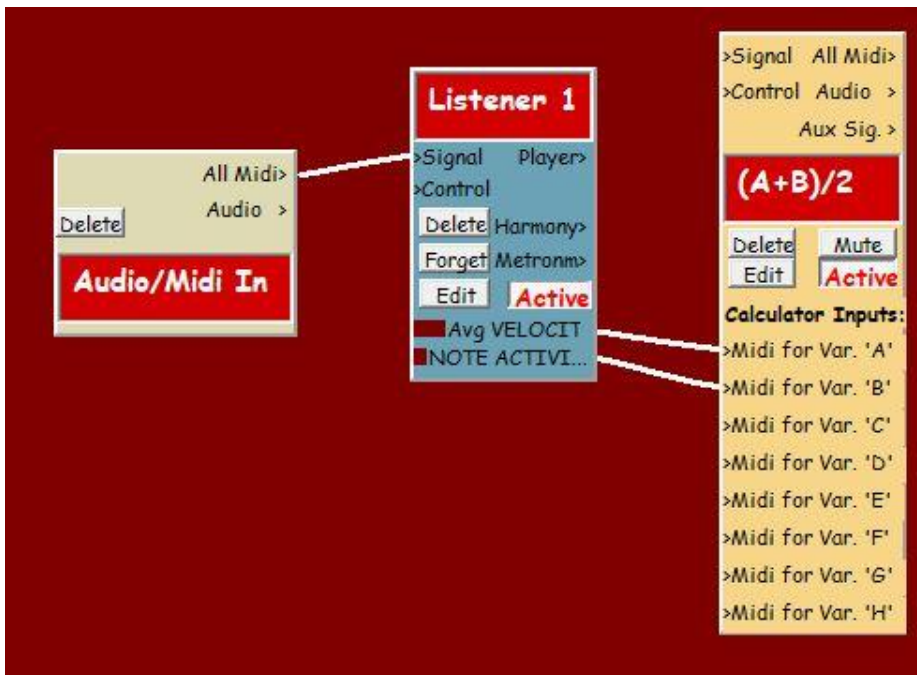 All Midi>
Audio >
Delete
Audio/Midi In
Listener 1
>Signal Player>
>Control
Delete Harmony>
Forget Metronm>
Edit Active
Avg VELOCIT
NOTE ACTIVI...
>Signal All Midi>
>Control Audio >
Aux Sig. >
(A+B)/2
Delete Mute
Edit Active
Calculator Inputs:
>Midi for Var. 'A'
>Midi for Var. 'B'
>Midi for Var. 'C'
>Midi for Var. 'D'
>Midi for Var. 'E'
>Midi for Var. 'F'
>Midi for Var. 'G'
>Midi for Var. 'H'